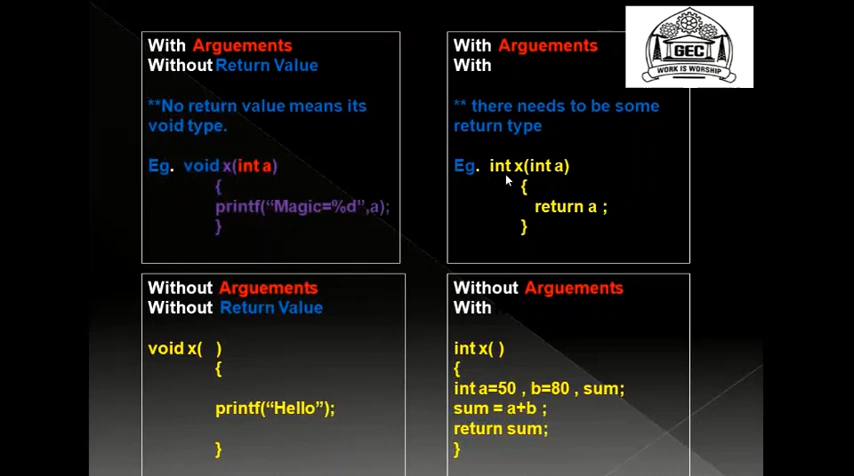 With Arguements
Without Return Value
**No return value means its
void type.
Eg. void x(int a)
{
printf(“Magic=%d”,a);
}
With Arguements
With
** there needs to be some
return type
Eg. int x(int a)
{
return a ;
}
GEC
WORK IS WORSHIP
Without Arguements
Without Return Value
void x( )
{
printf(“Hello”);
}
Without Arguements
With
int x( )
{
int a=50 , b=80 , sum;
sum = a+b ;
return sum;
}